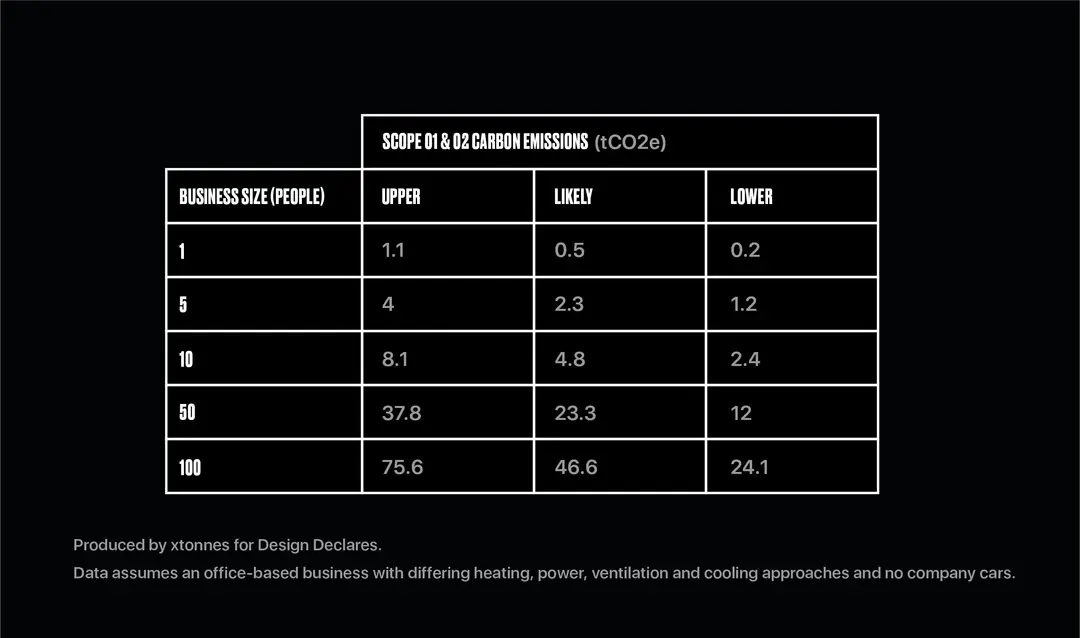 SCOPE 01 & 02 CARBON EMISSIONS (tCO2e)
BUSINESS SIZE (PEOPLE) UPPER LIKELY LOWER
1 1.1 0.5 0.2
5 4 2.3 1.2
10 8.1 4.8 2.4
50 37.8 23.3 12
100 75.6 46.6 24.1
Produced by xtonnes for Design Declares.
Data assumes an office-based business with differing heating, power, ventilation and cooling approaches and no company cars.